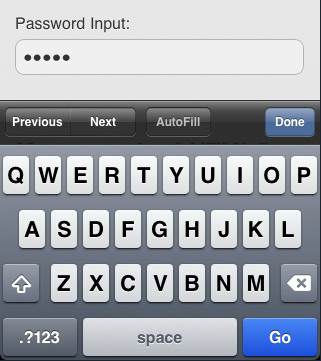 Password Input:
•••••
Previous Next AutoFill Done
Q W E R T Y U I O P
A S D F G H J K L
Z X C V B N M
.?123 space Go